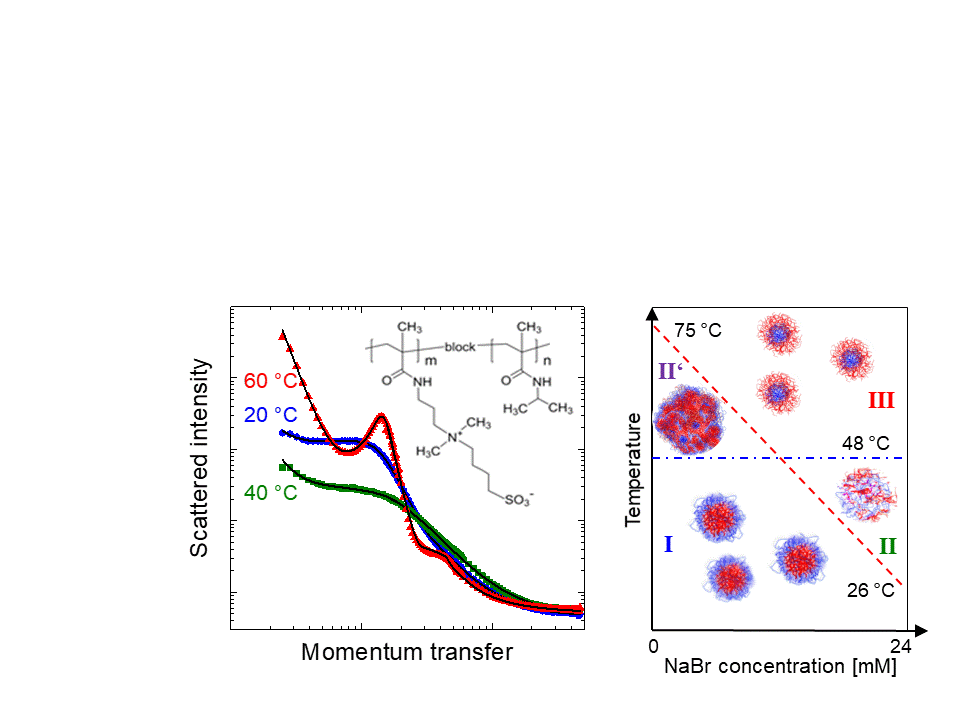 Scattered intensity
60 °C
20 °C
40 °C
CH₃
block
m
n
O
NH
O
NH
H₃C
CH₃
CH₃
N⁺
H₃C
SO₃⁻
Momentum transfer
Temperature
75 °C
II‘
III
48 °C
I
II
26 °C
0
24
NaBr concentration [mM]
CH₃